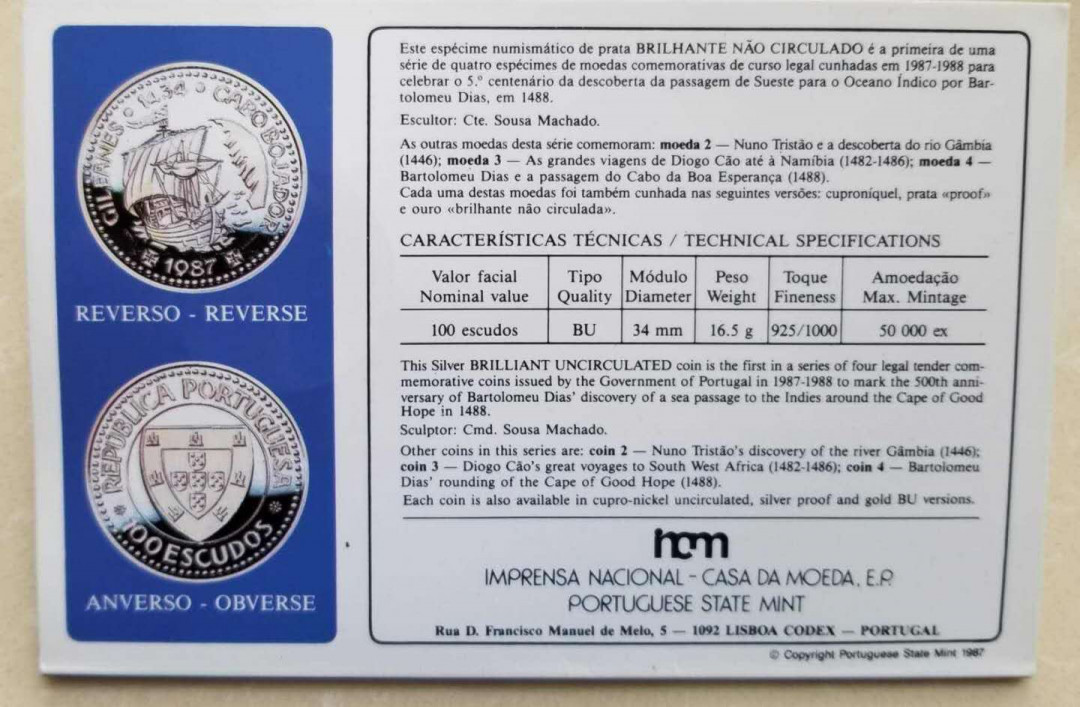 GIL EANES • 1434 • CABO BOJADOR
1987
REVERSO - REVERSE
REPÚBLICA PORTUGUESA
100 ESCUDOS
ANVERSO - OBVERSE
Este espécime numismático de prata BRILHANTE NÃO CIRCULADO é a primeira de uma
série de quatro espécimes de moedas comemorativas de curso legal cunhadas em 1987-1988 para
celebrar o 5.º centenário da descoberta da passagem de Sueste para o Oceano Índico por Bar-
tolomeu Dias, em 1488.
Escultor: Cte. Sousa Machado.
As outras moedas desta série comemoram: moeda 2 — Nuno Tristão e a descoberta do rio Gâmbia
(1446); moeda 3 — As grandes viagens de Diogo Cão até à Namíbia (1482-1486); moeda 4 —
Bartolomeu Dias e a passagem do Cabo da Boa Esperança (1488).
Cada uma destas moedas foi também cunhada nas seguintes versões: cuproníquel, prata «proof»
e ouro «brilhante não circulada».
CARACTERÍSTICAS TÉCNICAS / TECHNICAL SPECIFICATIONS
Valor facial Tipo Módulo Peso Toque Amoedação
Nominal value Quality Diameter Weight Fineness Max. Mintage
100 escudos BU 34 mm 16.5 g 925/1000 50 000 ex
This Silver BRILLIANT UNCIRCULATED coin is the first in a series of four legal tender com-
memorative coins issued by the Government of Portugal in 1987-1988 to mark the 500th anni-
versary of Bartolomeu Dias' discovery of a sea passage to the Indies around the Cape of Good
Hope in 1488.
Sculptor: Cmd. Sousa Machado.
Other coins in this series are: coin 2 — Nuno Tristão's discovery of the river Gâmbia (1446);
coin 3 — Diogo Cão's great voyages to South West Africa (1482-1486); coin 4 — Bartolomeu
Dias' rounding of the Cape of Good Hope (1488).
Each coin is also available in cupro-nickel uncirculated, silver proof and gold BU versions.
incm
IMPRENSA NACIONAL - CASA DA MOEDA, E.P.
PORTUGUESE STATE MINT
Rua D. Francisco Manuel de Melo, 5 — 1092 LISBOA CODEX — PORTUGAL
© Copyright Portuguese State Mint 1987